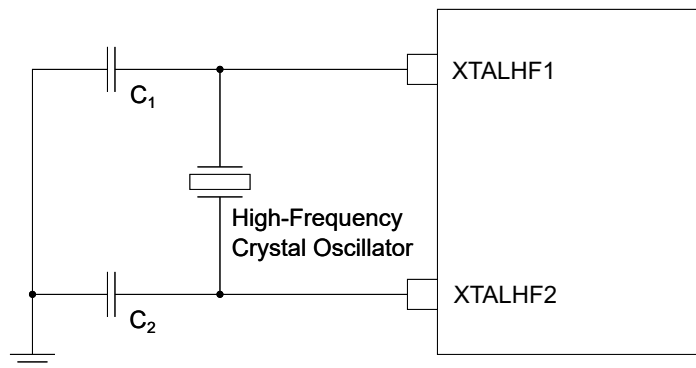 XTALHF1
C₁
High-Frequency
Crystal Oscillator
XTALHF2
C₂